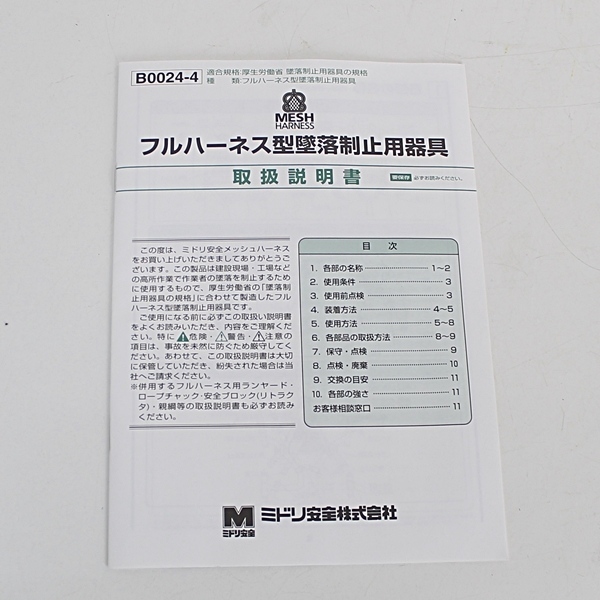 B0024-4
適合規格:厚生労働省 墜落制止用器具の規格
種　　類:フルハーネス型墜落制止用器具
MESH
HARNESS
フルハーネス型墜落制止用器具
取扱説明書
要保存 必ずお読みください。
この度は、ミドリ安全メッシュハーネス
をお買い上げいただきましてありがとうご
ざいます。この製品は建設現場・工場など
の高所作業で作業者の墜落を制止するため
に使用するもので、厚生労働省の「墜落制
止用器具の規格」に合わせて製造したフル
ハーネス型墜落制止用器具です。
ご使用になる前に必ずこの取扱い説明書
をよくお読みいただき、内容をご理解くだ
さい。特に⚠危険・⚠警告・⚠注意の
項目は、事故を未然に防ぐため厳守してく
ださい。あわせて、この取扱説明書は大切
に保管していただき、紛失された場合は当
社へご請求ください。
※併用するフルハーネス用ランヤード・
ロープチャック・安全ブロック(リトラク
タ)・親綱等の取扱説明書も必ずお読み
ください。
目　次
1. 各部の名称 1～2
2. 使用条件 3
3. 使用前点検 3
4. 装着方法 4～5
5. 使用方法 5～8
6. 各部品の取扱方法 8～9
7. 保守・点検 9
8. 点検・廃棄 10
9. 交換の目安 11
10. 各部の強さ 11
お客様相談窓口 11
M
ミドリ安全
ミドリ安全株式会社